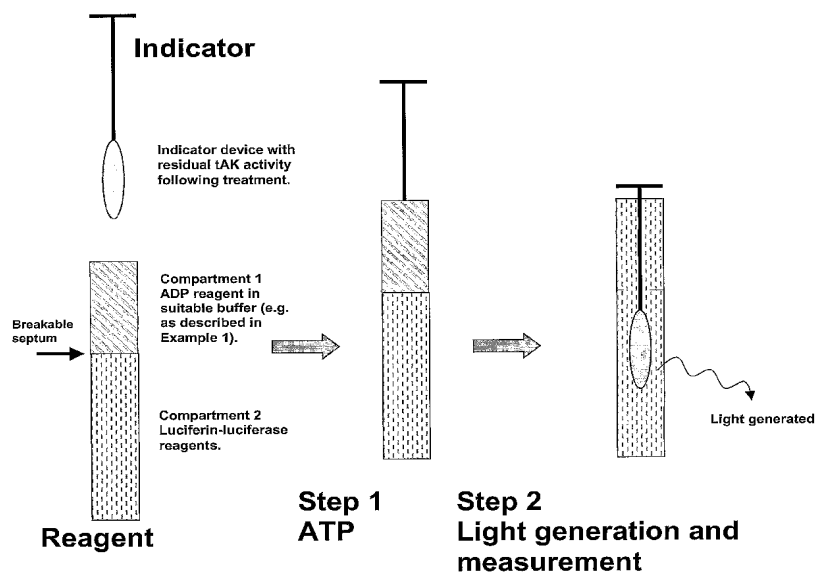 Indicator
Indicator device with
residual tAK activity
following treatment.
Compartment 1
ADP reagent in
suitable buffer (e.g.
as described in
Example 1).
Breakable
septum
Compartment 2
Luciferin-luciferase
reagents.
Reagent
Step 1
ATP
Step 2
Light generation and
measurement
Light generated